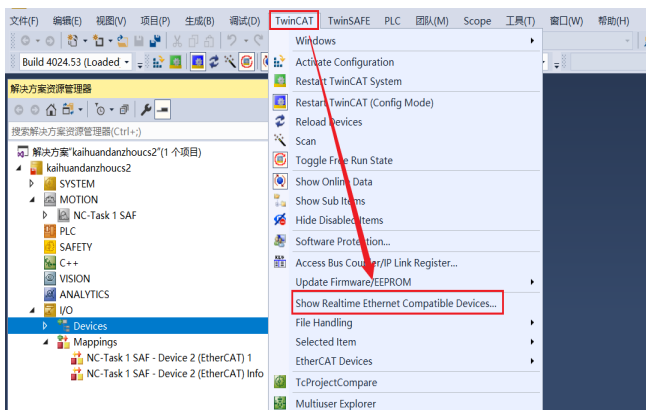 文件(F) 编辑(E) 视图(V) 项目(P) 生成(B) 调试(D) TwinCAT TwinSAFE PLC 团队(M) Scope 工具(T) 窗口(W) 帮助(H)
Build 4024.53 (Loaded
解决方案资源管理器
搜索解决方案资源管理器(Ctrl+;)
解决方案"kaihuandanzhoucs2"(1 个项目)
kaihuandanzhoucs2
SYSTEM
MOTION
NC-Task 1 SAF
PLC
SAFETY
C++
VISION
ANALYTICS
I/O
Devices
Mappings
NC-Task 1 SAF - Device 2 (EtherCAT) 1
NC-Task 1 SAF - Device 2 (EtherCAT) Info
Windows
Activate Configuration
Restart TwinCAT System
Restart TwinCAT (Config Mode)
Reload Devices
Scan
Toggle Free Run State
Show Online Data
Show Sub Items
Hide Disabled Items
Software Protection...
Access Bus Coupler/IP Link Register...
Update Firmware/EEPROM
Show Realtime Ethernet Compatible Devices...
File Handling
Selected Item
EtherCAT Devices
TcProjectCompare
Multiuser Explorer